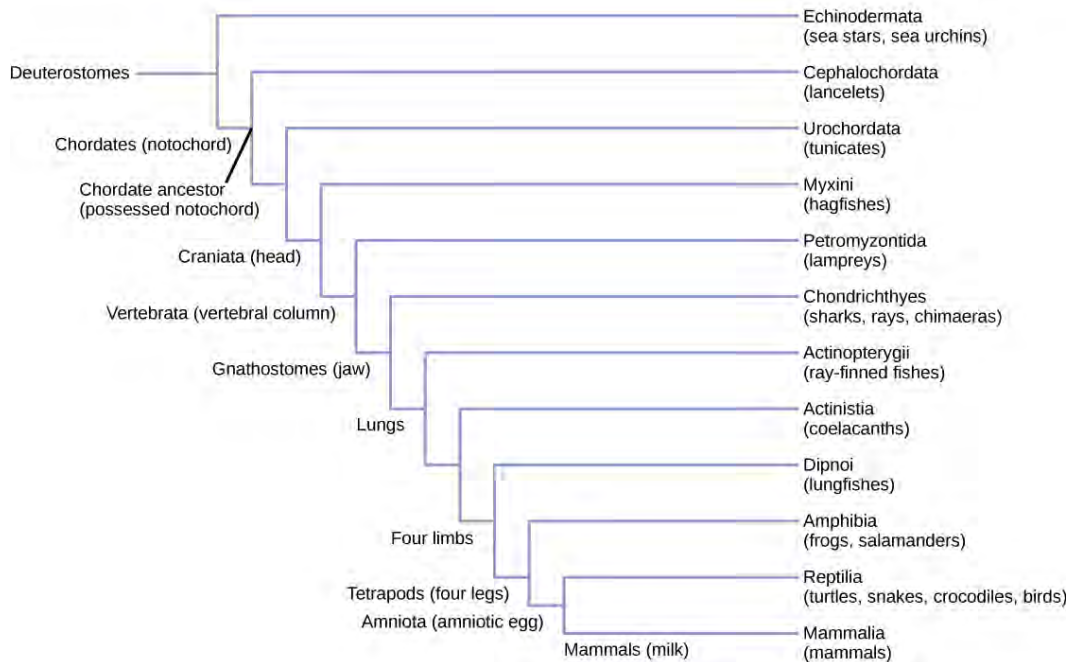 Echinodermata
(sea stars, sea urchins)
Deuterostomes
Cephalochordata
(lancelets)
Chordates (notochord)
Urochordata
(tunicates)
Chordate ancestor
(possessed notochord)
Myxini
(hagfishes)
Craniata (head)
Petromyzontida
(lampreys)
Vertebrata (vertebral column)
Chondrichthyes
(sharks, rays, chimaeras)
Gnathostomes (jaw)
Actinopterygii
(ray-finned fishes)
Lungs
Actinistia
(coelacanths)
Dipnoi
(lungfishes)
Four limbs
Amphibia
(frogs, salamanders)
Tetrapods (four legs)
Reptilia
(turtles, snakes, crocodiles, birds)
Amniota (amniotic egg)
Mammals (milk)
Mammalia
(mammals)